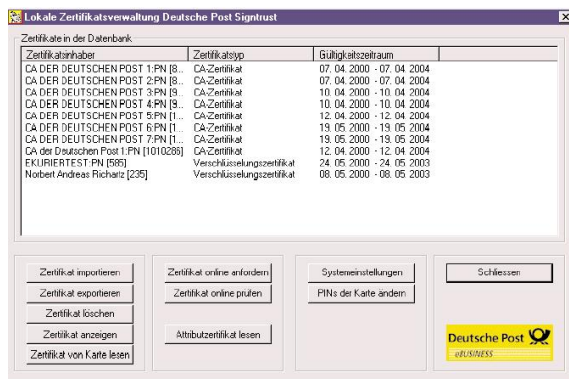 Lokale Zertifikatsverwaltung Deutsche Post Signtrust
Zertifikate in der Datenbank
Zertifikatsinhaber Zertifikatstyp Gültigkeitszeitraum
CA DER DEUTSCHEN POST 1:PN [8... CA-Zertifikat 07. 04. 2000 - 07. 04. 2004
CA DER DEUTSCHEN POST 2:PN [8... CA-Zertifikat 07. 04. 2000 - 07. 04. 2004
CA DER DEUTSCHEN POST 3:PN [9... CA-Zertifikat 10. 04. 2000 - 10. 04. 2004
CA DER DEUTSCHEN POST 4:PN [9... CA-Zertifikat 10. 04. 2000 - 10. 04. 2004
CA DER DEUTSCHEN POST 5:PN [1... CA-Zertifikat 12. 04. 2000 - 12. 04. 2004
CA DER DEUTSCHEN POST 6:PN [1... CA-Zertifikat 19. 05. 2000 - 19. 05. 2004
CA DER DEUTSCHEN POST 7:PN [1... CA-Zertifikat 19. 05. 2000 - 19. 05. 2004
CA der Deutschen Post 1:PN [1010286] CA-Zertifikat 12. 04. 2000 - 12. 04. 2004
EKURIERTEST:PN [585] Verschlüsselungszertifikat 24. 05. 2000 - 24. 05. 2003
Norbert Andreas Richartz [235] Verschlüsselungszertifikat 08. 05. 2000 - 08. 05. 2003
Zertifikat importieren
Zertifikat exportieren
Zertifikat löschen
Zertifikat anzeigen
Zertifikat von Karte lesen
Zertifikat online anfordern
Zertifikat online prüfen
Attributzertifikat lesen
Systemeinstellungen
PINs der Karte ändern
Schliessen
Deutsche Post
eBUSINESS